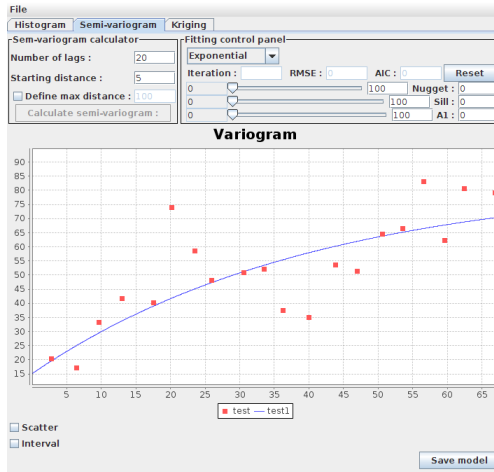 File
Histogram Semi-variogram Kriging
Sem-variogram calculator
Number of lags : 20
Starting distance : 5
Define max distance : 100
Calculate semi-variogram :
Fitting control panel
Exponential
Iteration : RMSE : 0 AIC : 0 Reset
0 100 Nugget : 0
0 100 Sill : 0
0 100 A1 : 0
Variogram
90
85
80
75
70
65
60
55
50
45
40
35
30
25
20
15
5 10 15 20 25 30 35 40 45 50 55 60 65
test test1
Scatter
Interval
Save model